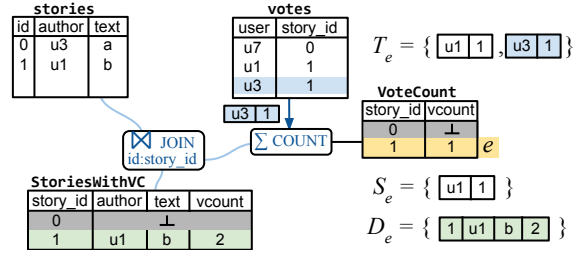 stories
id author text
0 u3 a
1 u1 b
votes
user story_id
u7 0
u1 1
u3 1
T_e = { u1 1 , u3 1 }
u3 1
⋈ JOIN
id:story_id
∑ COUNT
VoteCount
story_id vcount
0 ⊥
1 1 e
StoriesWithVC
story_id author text vcount
0 ⊥
1 u1 b 2
S_e = { u1 1 }
D_e = { 1 u1 b 2 }